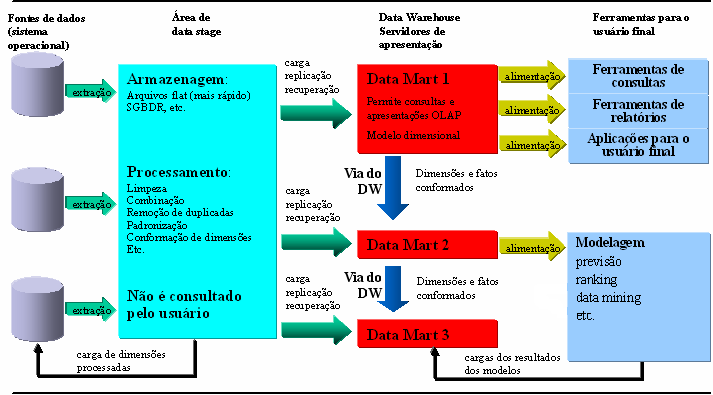 Fontes de dados
(sistema
operacional)
Área de
data stage
Data Warehouse
Servidores de
apresentação
Ferramentas para o
usuário final
extração
extração
extração
Armazenagem:
Arquivos flat (mais rápido)
SGBDR, etc.
Processamento:
Limpeza
Combinação
Remoção de duplicadas
Padronização
Conformação de dimensões
Etc.
Não é consultado
pelo usuário
carga
replicação
recuperação
carga
replicação
recuperação
carga
replicação
recuperação
Data Mart 1
Permite consultas e
apresentações OLAP
Modelo dimensional
Via do
DW
Dimensões e fatos
conformados
Data Mart 2
Via do
DW
Dimensões e fatos
conformados
Data Mart 3
alimentação
alimentação
alimentação
alimentação
Ferramentas de
consultas
Ferramentas de
relatórios
Aplicações para o
usuário final
Modelagem
previsão
ranking
data mining
etc.
carga de dimensões
processadas
cargas dos resultados
dos modelos